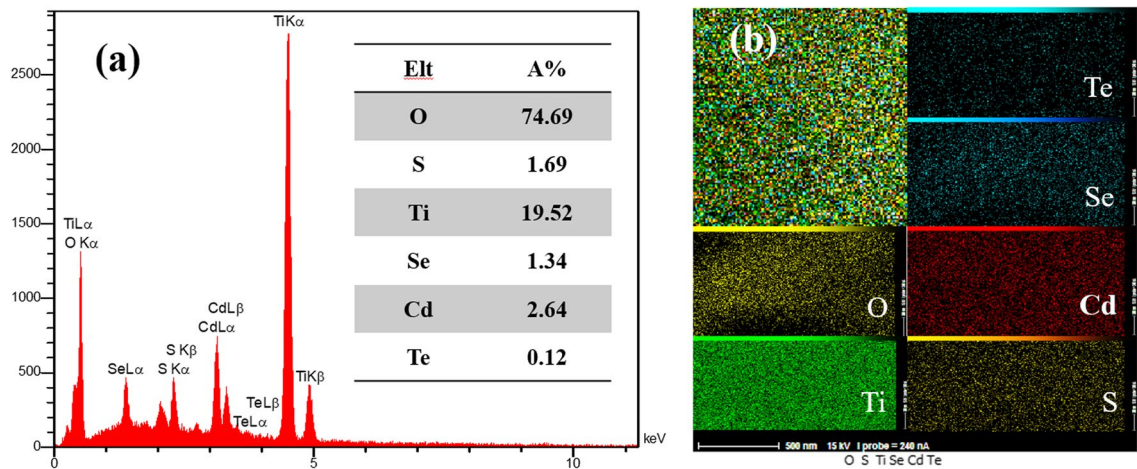 (a)
2500
2000
1500
1000
500
0
0
5
10
keV
TiLα
O Kα
SeLα
S Kβ
S Kα
CdLβ
CdLα
TeLβ
TeLα
TiKα
TiKβ
Elt A%
O 74.69
S 1.69
Ti 19.52
Se 1.34
Cd 2.64
Te 0.12
(b)
Te
Se
O
Cd
Ti
S
500 nm 15 kV I probe = 240 nA
O S Ti Se Cd Te